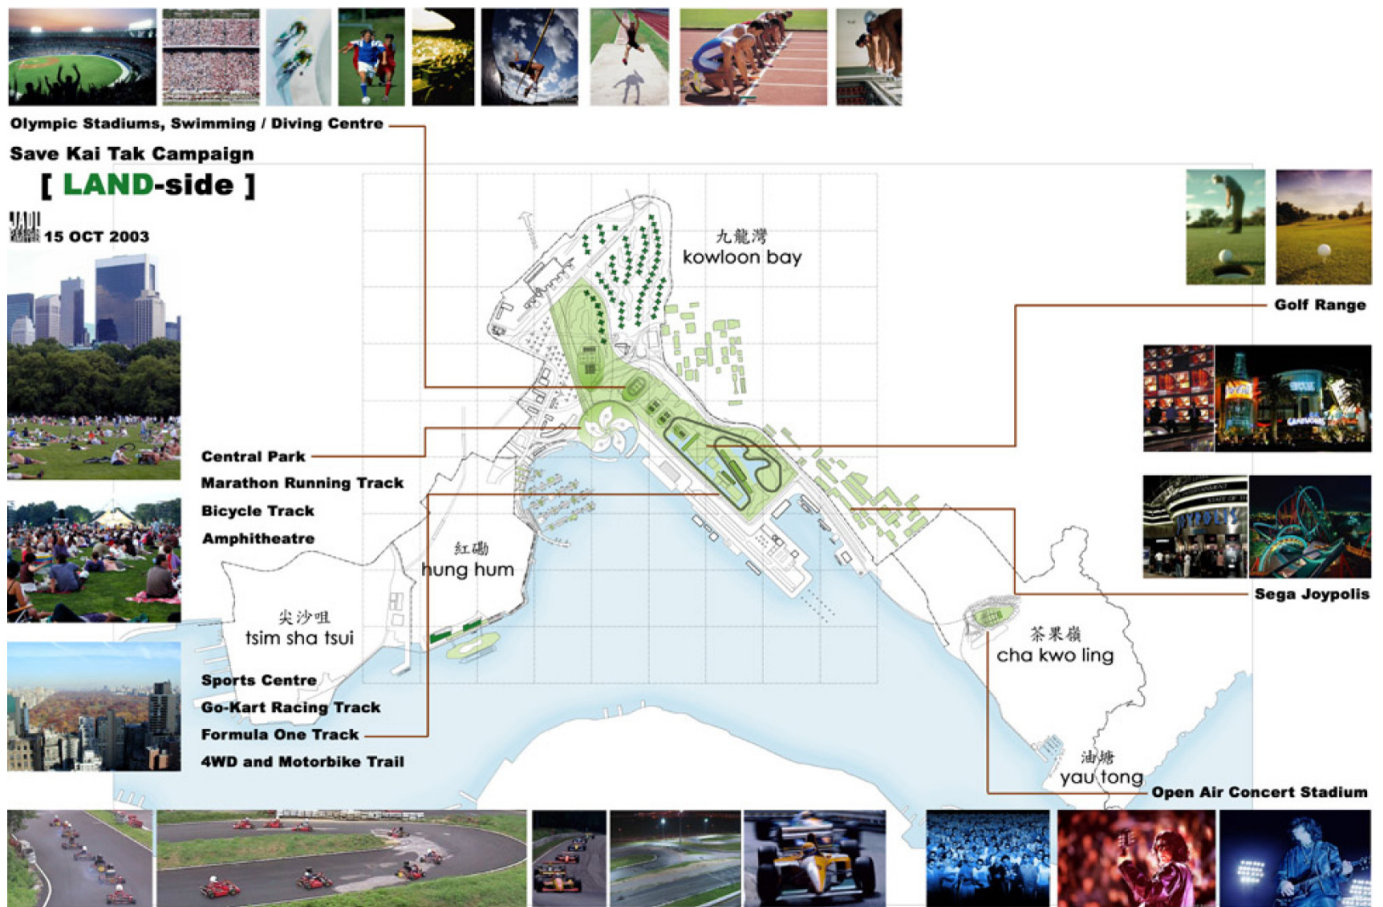 Olympic Stadiums, Swimming / Diving Centre
Save Kai Tak Campaign
[ LAND-side ]
15 OCT 2003
九龍灣
kowloon bay
Golf Range
Central Park
Marathon Running Track
Bicycle Track
Amphitheatre
紅磡
hung hum
尖沙咀
tsim sha tsui
Sega Joypolis
茶果嶺
cha kwo ling
Sports Centre
Go-Kart Racing Track
Formula One Track
4WD and Motorbike Trail
油塘
yau tong
Open Air Concert Stadium